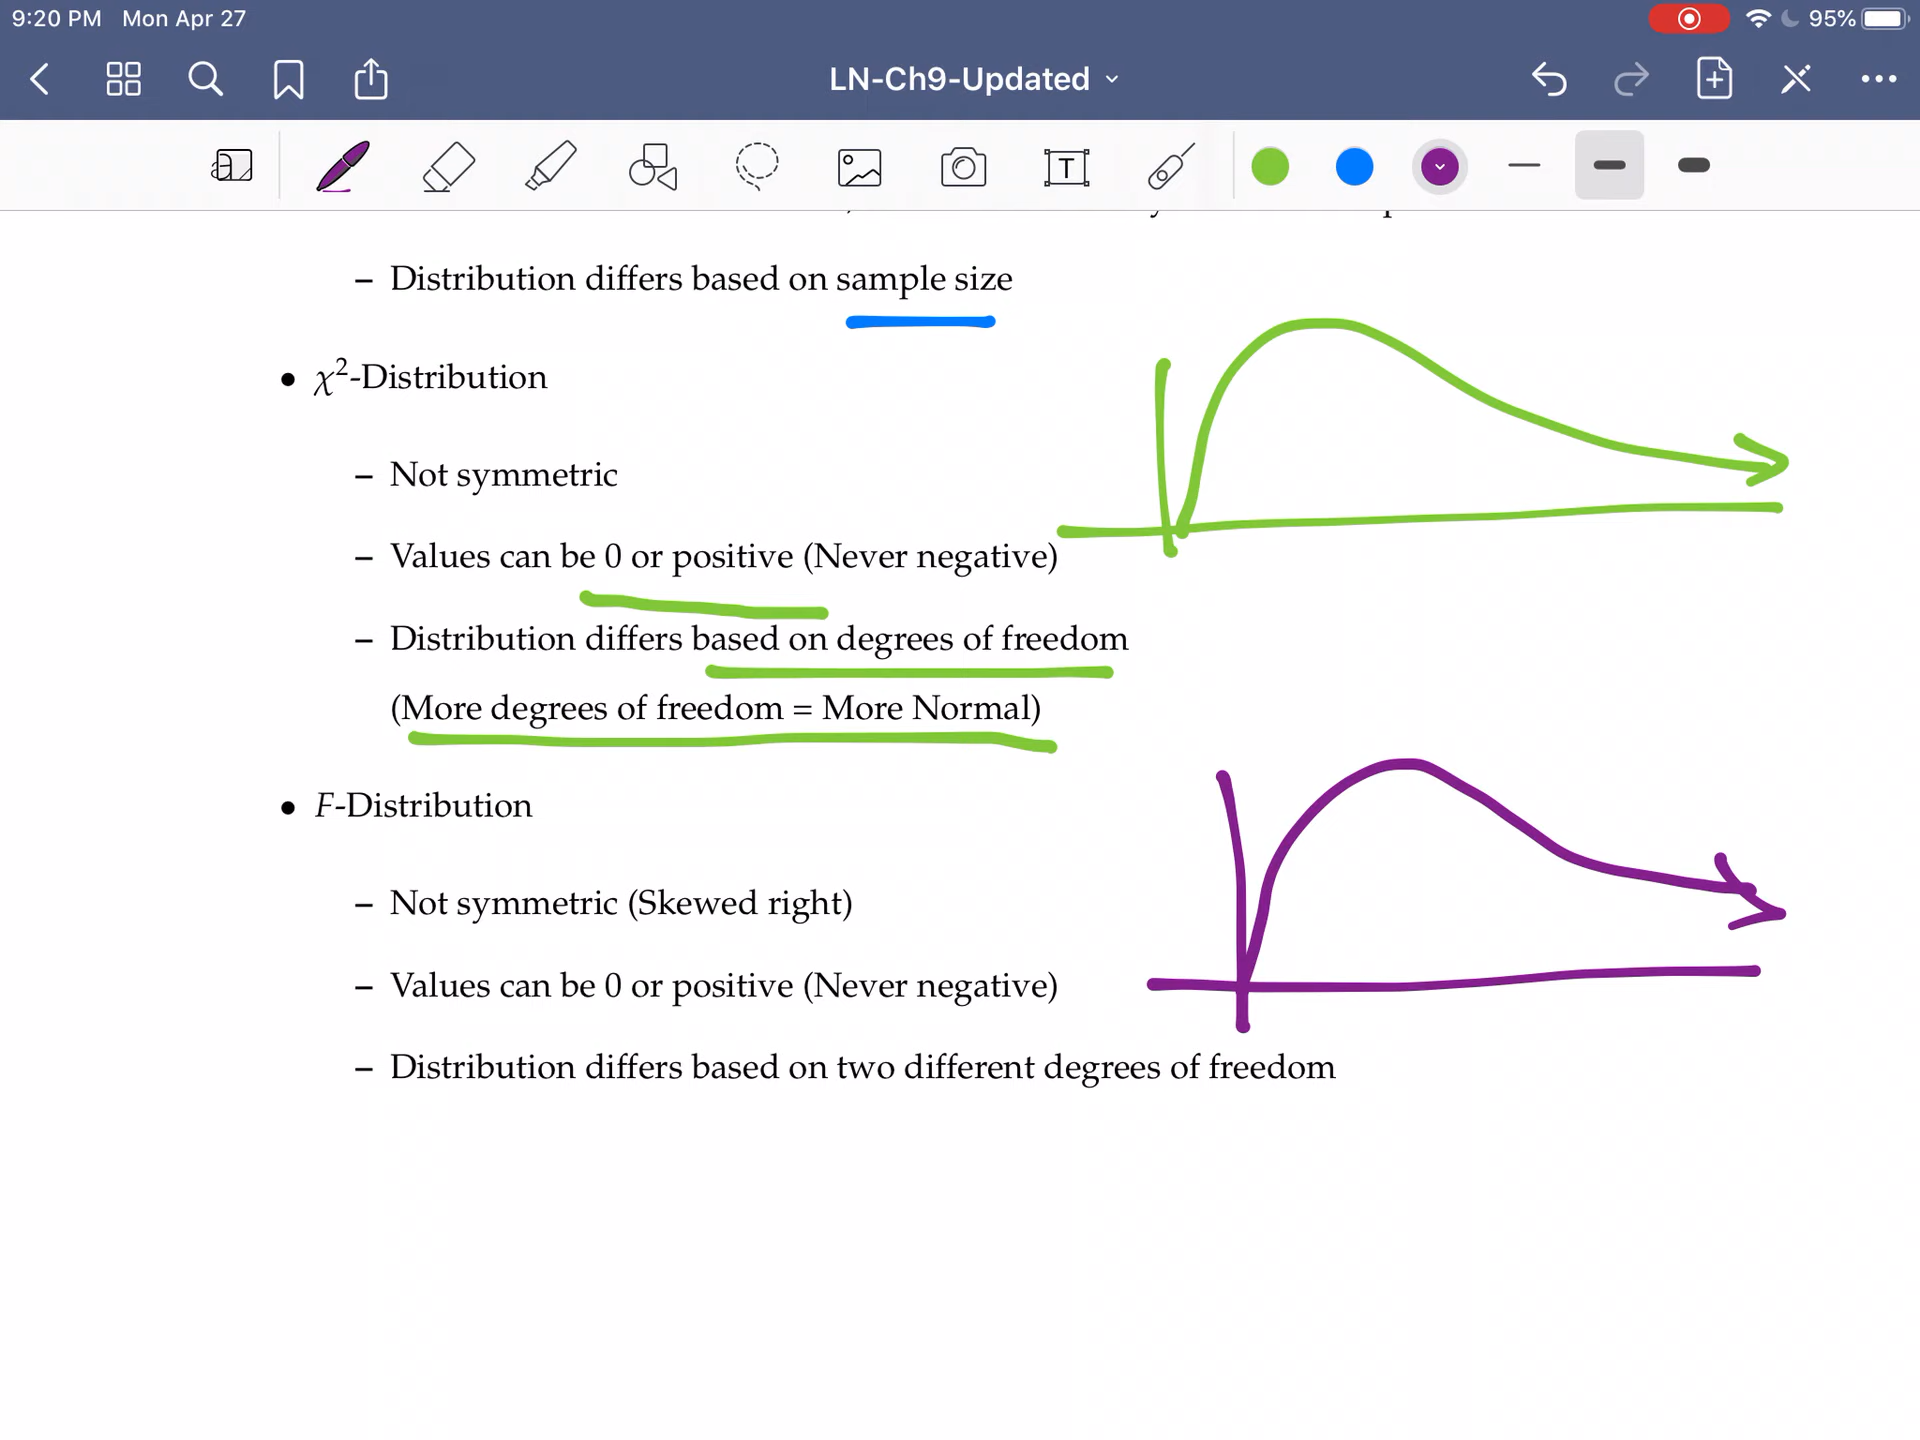 9:20 PM Mon Apr 27
95%
LN-Ch9-Updated
– Distribution differs based on sample size
• χ²-Distribution
– Not symmetric
– Values can be 0 or positive (Never negative)
– Distribution differs based on degrees of freedom
(More degrees of freedom = More Normal)
• F-Distribution
– Not symmetric (Skewed right)
– Values can be 0 or positive (Never negative)
– Distribution differs based on two different degrees of freedom